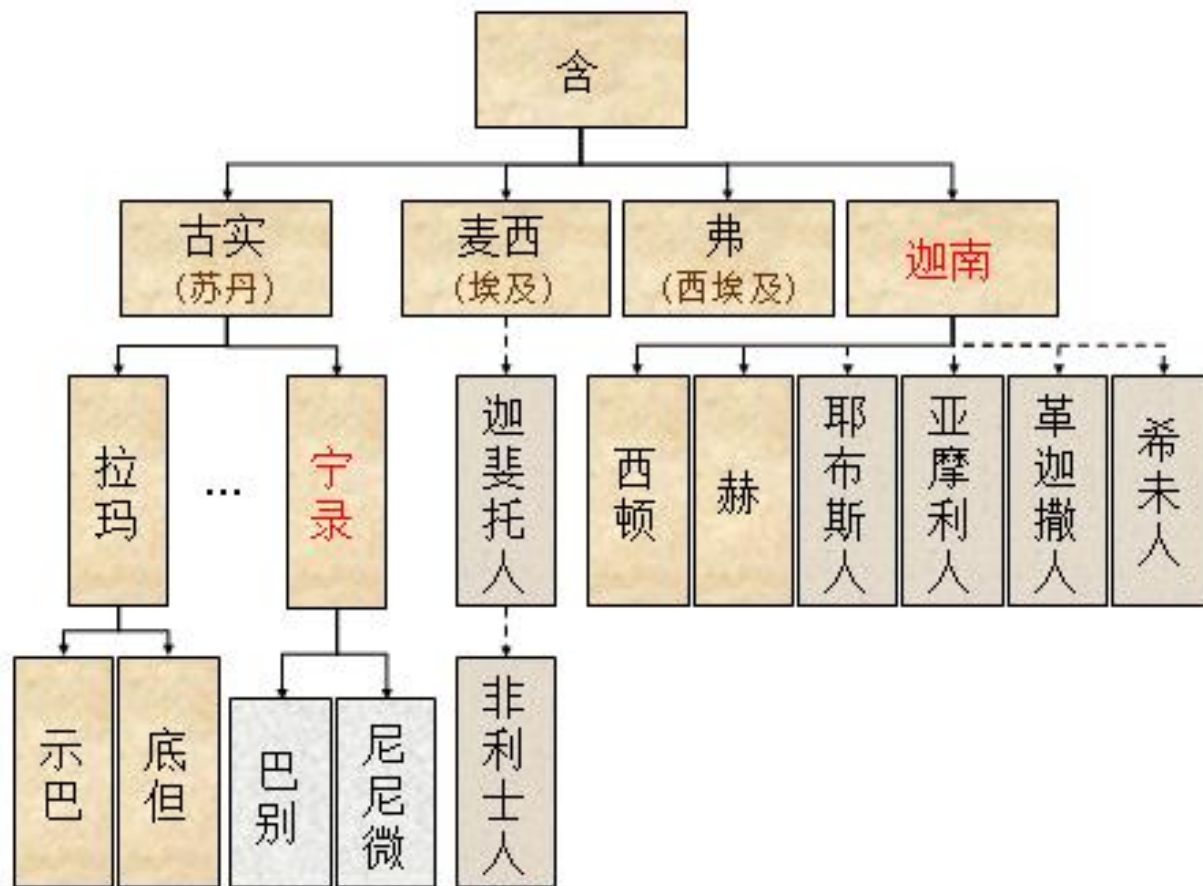 含
古实
(苏丹)
麦西
(埃及)
弗
(西埃及)
迦南
拉玛
...
宁录
迦斐托人
西顿
赫
耶布斯人
亚摩利人
革迦撒人
希未人
示巴
底但
巴别
尼尼微
非利士人